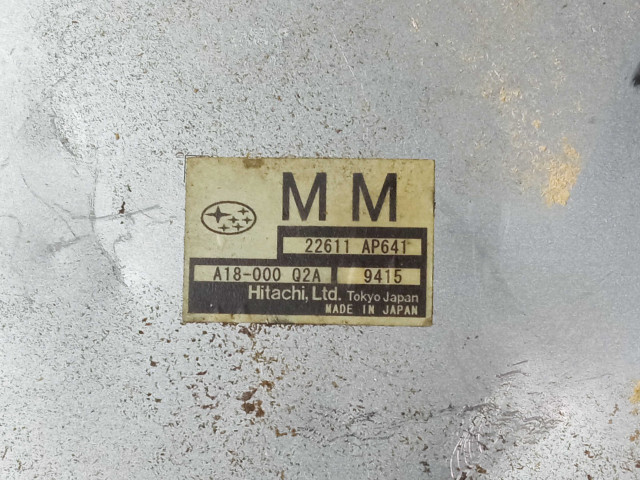 MM
22611 AP641
A18-000 Q2A 9415
Hitachi, Ltd. Tokyo Japan
MADE IN JAPAN